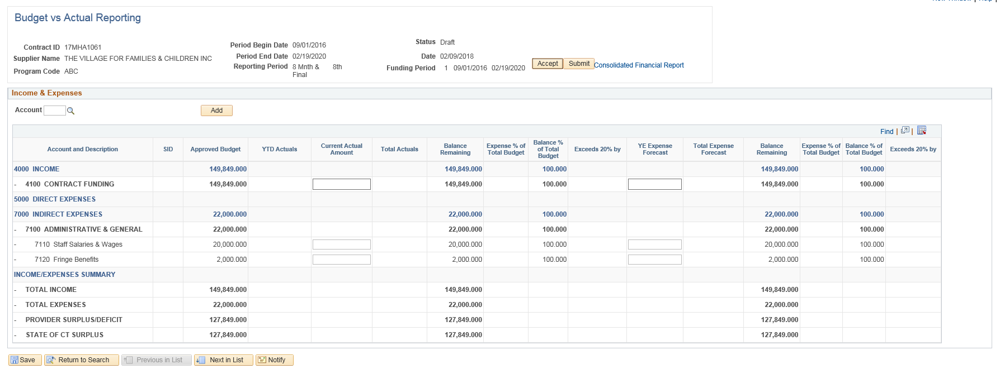 Budget vs Actual Reporting
Contract ID 17MHA1061
Supplier Name THE VILLAGE FOR FAMILIES & CHILDREN INC
Program Code ABC
Period Begin Date 09/01/2016
Period End Date 02/19/2020
Reporting Period 8 Mnth & Final 8th
Status Draft
Date 02/09/2018
Funding Period 1 09/01/2016 02/19/2020
Accept Submit Consolidated Financial Report
Income & Expenses
Account Add
Find | |
Account and Description SID Approved Budget YTD Actuals Current Actual Amount Total Actuals Balance Remaining Expense % of Total Budget Balance % of Total Budget Exceeds 20% by YE Expense Forecast Total Expense Forecast Balance Remaining Expense % of Total Budget Balance % of Total Budget Exceeds 20% by
4000 INCOME 149,849.000 149,849.000 100.000 149,849.000 100.000
- 4100 CONTRACT FUNDING 149,849.000 149,849.000 100.000 149,849.000 100.000
5000 DIRECT EXPENSES
7000 INDIRECT EXPENSES 22,000.000 22,000.000 100.000 22,000.000 100.000
- 7100 ADMINISTRATIVE & GENERAL 22,000.000 22,000.000 100.000 22,000.000 100.000
- 7110 Staff Salaries & Wages 20,000.000 20,000.000 100.000 20,000.000 100.000
- 7120 Fringe Benefits 2,000.000 2,000.000 100.000 2,000.000 100.000
INCOME/EXPENSES SUMMARY
- TOTAL INCOME 149,849.000 149,849.000 149,849.000
- TOTAL EXPENSES 22,000.000 22,000.000 22,000.000
- PROVIDER SURPLUS/DEFICIT 127,849.000 127,849.000 127,849.000
- STATE OF CT SURPLUS 127,849.000 127,849.000 127,849.000
Save Return to Search Previous in List Next in List Notify